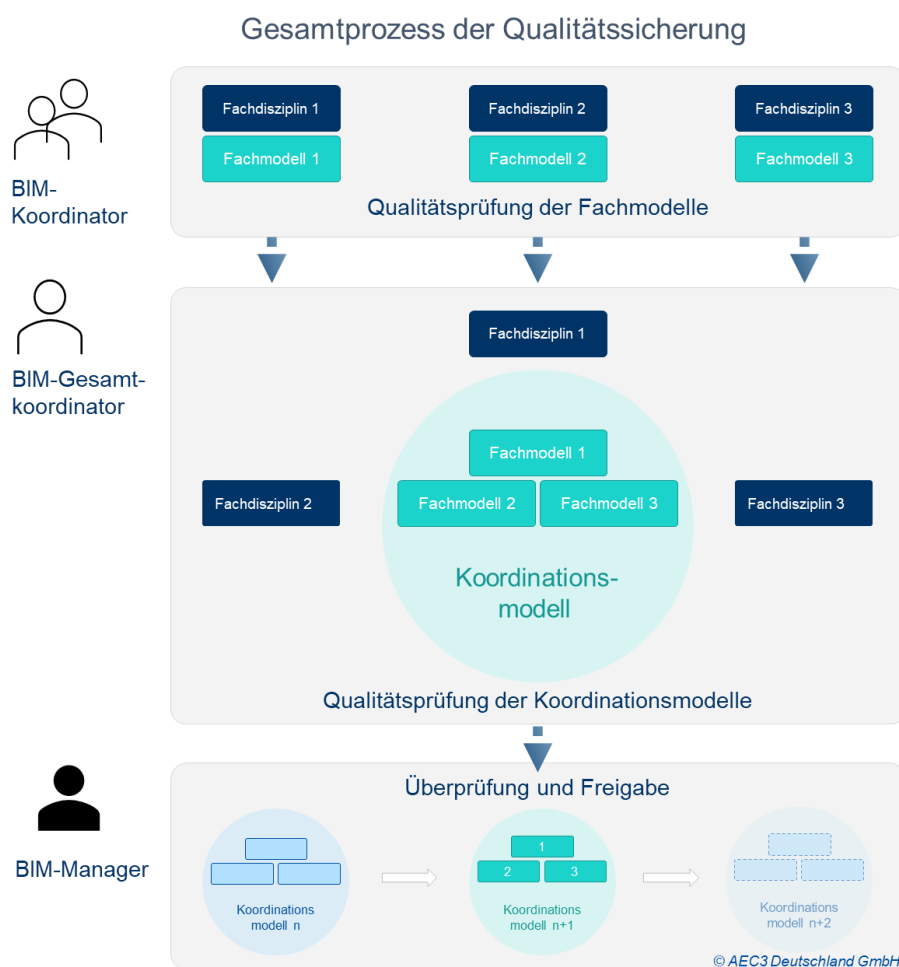 Gesamtprozess der Qualitätssicherung
BIM-
Koordinator
Fachdisziplin 1
Fachdisziplin 2
Fachdisziplin 3
Fachmodell 1
Fachmodell 2
Fachmodell 3
Qualitätsprüfung der Fachmodelle
BIM-Gesamt-
koordinator
Fachdisziplin 1
Fachmodell 1
Fachdisziplin 2
Fachmodell 2
Fachmodell 3
Fachdisziplin 3
Koordinations-
modell
Qualitätsprüfung der Koordinationsmodelle
BIM-Manager
Überprüfung und Freigabe
Koordinations
modell n
1
2
3
Koordinations
modell n+1
Koordinations
modell n+2
© AEC3 Deutschland GmbH